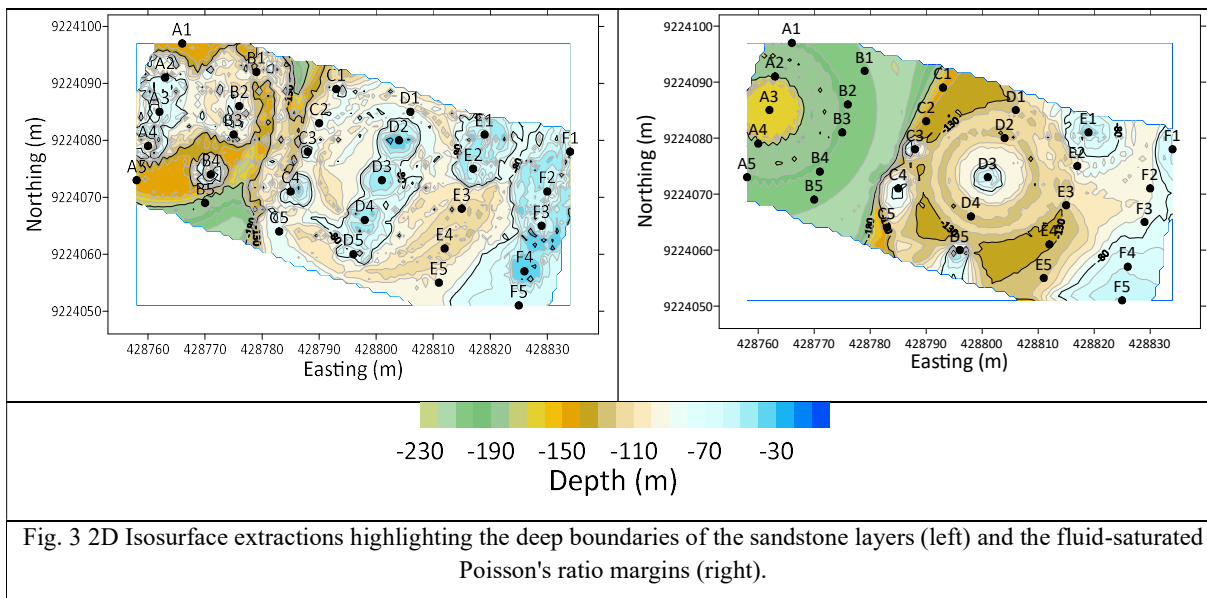 9224100
9224090
9224080
9224070
9224060
9224050
Northing (m)
428760 428770 428780 428790 428800 428810 428820 428830
Easting (m)
A1
A2
A3
A4
A5
B1
B2
B3
B4
B5
C1
C2
C3
C4
C5
D1
D2
D3
D4
D5
E1
E2
E3
E4
E5
F1
F2
F3
F4
F5
9224100
9224090
9224080
9224070
9224060
9224050
Northing (m)
428760 428770 428780 428790 428800 428810 428820 428830
Easting (m)
A1
A2
A3
A4
A5
B1
B2
B3
B4
B5
C1
C2
C3
C4
C5
D1
D2
D3
D4
D5
E1
E2
E3
E4
E5
F1
F2
F3
F4
F5
-130
-130
-130
-180
-80
-80
-230 -190 -150 -110 -70 -30
Depth (m)
Fig. 3 2D Isosurface extractions highlighting the deep boundaries of the sandstone layers (left) and the fluid-saturated
Poisson's ratio margins (right).